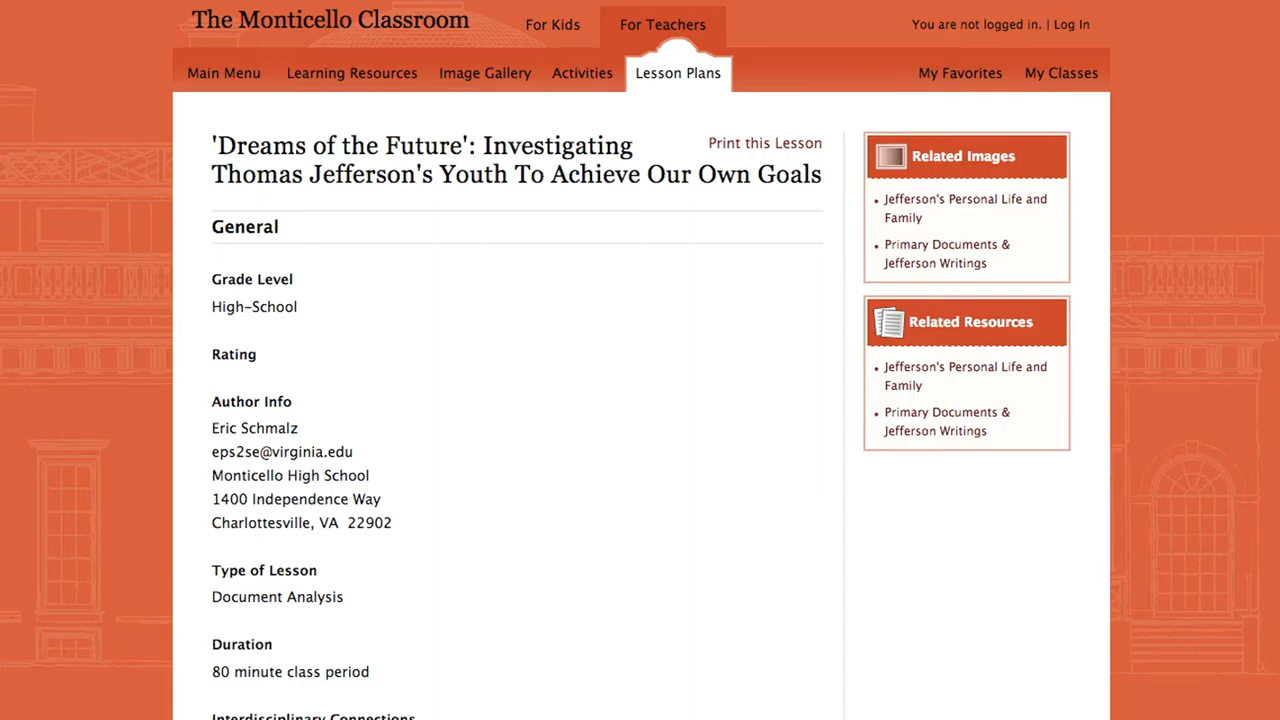 The Monticello Classroom
For Kids
For Teachers
You are not logged in. | Log In
Main Menu
Learning Resources
Image Gallery
Activities
Lesson Plans
My Favorites
My Classes
'Dreams of the Future': Investigating
Thomas Jefferson's Youth To Achieve Our Own Goals
Print this Lesson
General
Grade Level
High-School
Rating
Author Info
Eric Schmalz
eps2se@virginia.edu
Monticello High School
1400 Independence Way
Charlottesville, VA 22902
Type of Lesson
Document Analysis
Duration
80 minute class period
Interdisciplinary Connections
Related Images
Jefferson's Personal Life and
Family
Primary Documents &
Jefferson Writings
Related Resources
Jefferson's Personal Life and
Family
Primary Documents &
Jefferson Writings